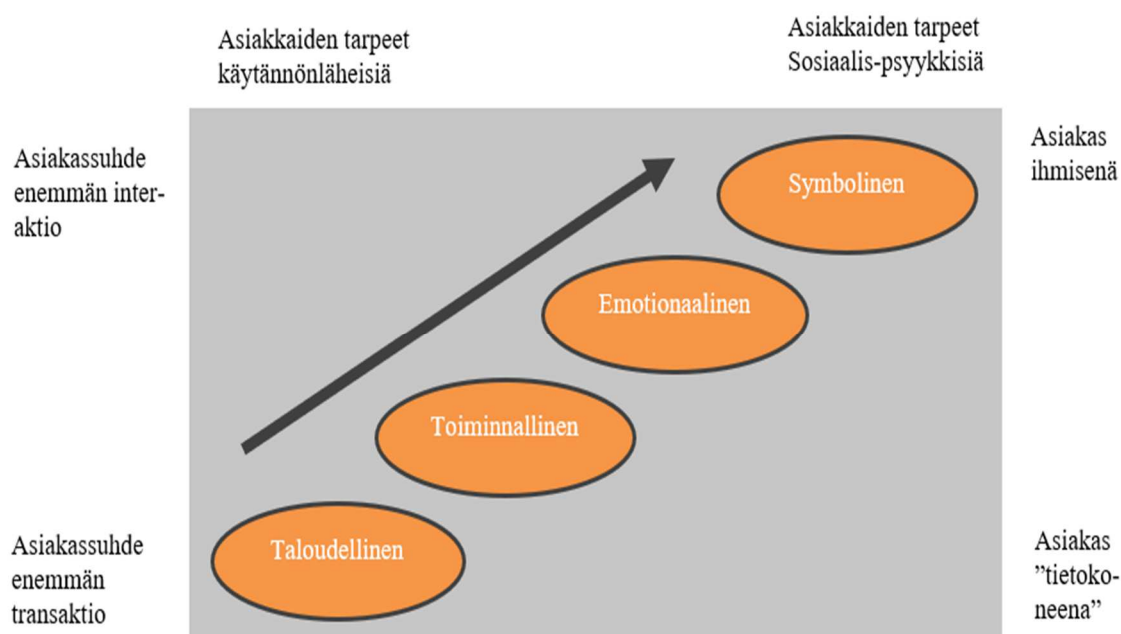 Asiakkaiden tarpeet
käytännönläheisiä
Asiakkaiden tarpeet
Sosiaalis-psyykkisiä
Asiakassuhde
enemmän inter-
aktio
Asiakas
ihmisenä
Symbolinen
Emotionaalinen
Toiminnallinen
Taloudellinen
Asiakassuhde
enemmän
transaktio
Asiakas
”tietoko-
neena”